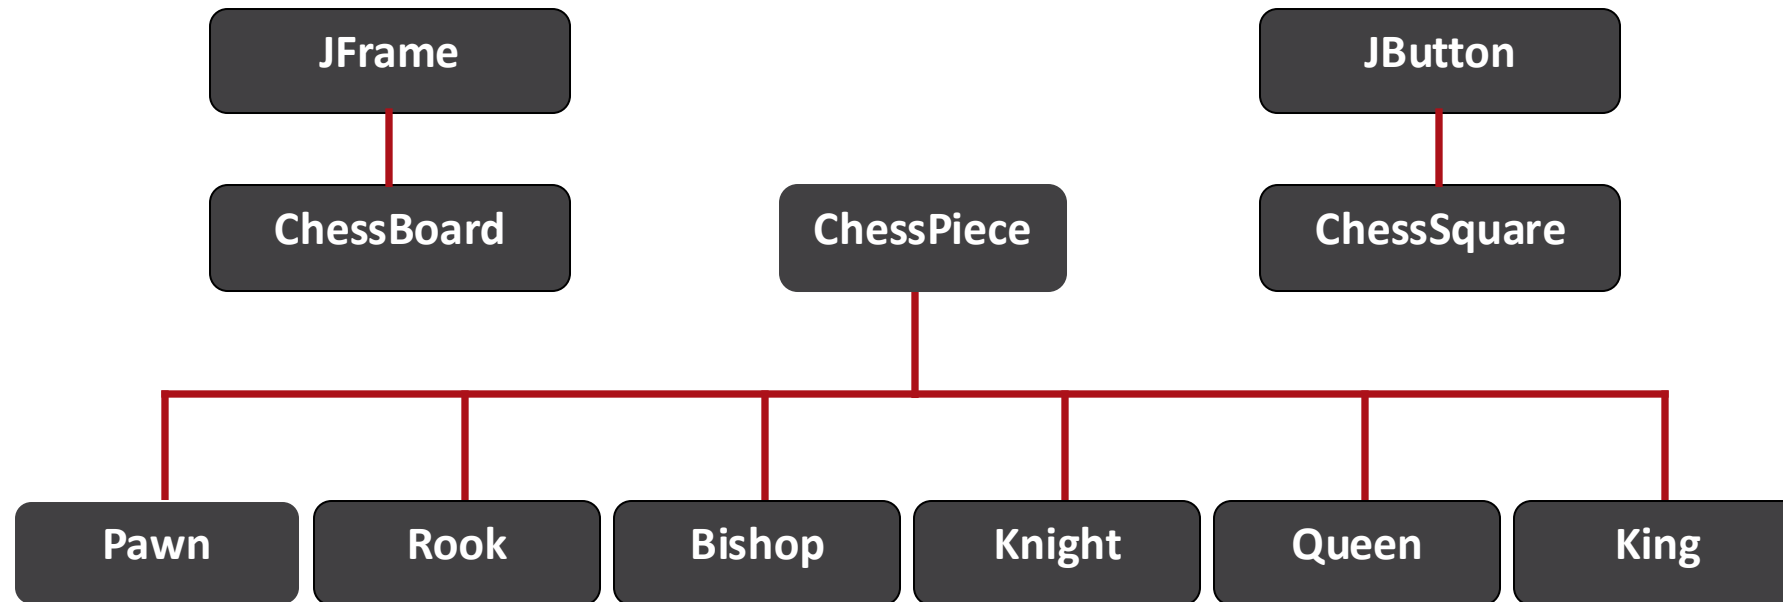 JFrame
JButton
ChessBoard
ChessPiece
ChessSquare
Pawn
Rook
Bishop
Knight
Queen
King